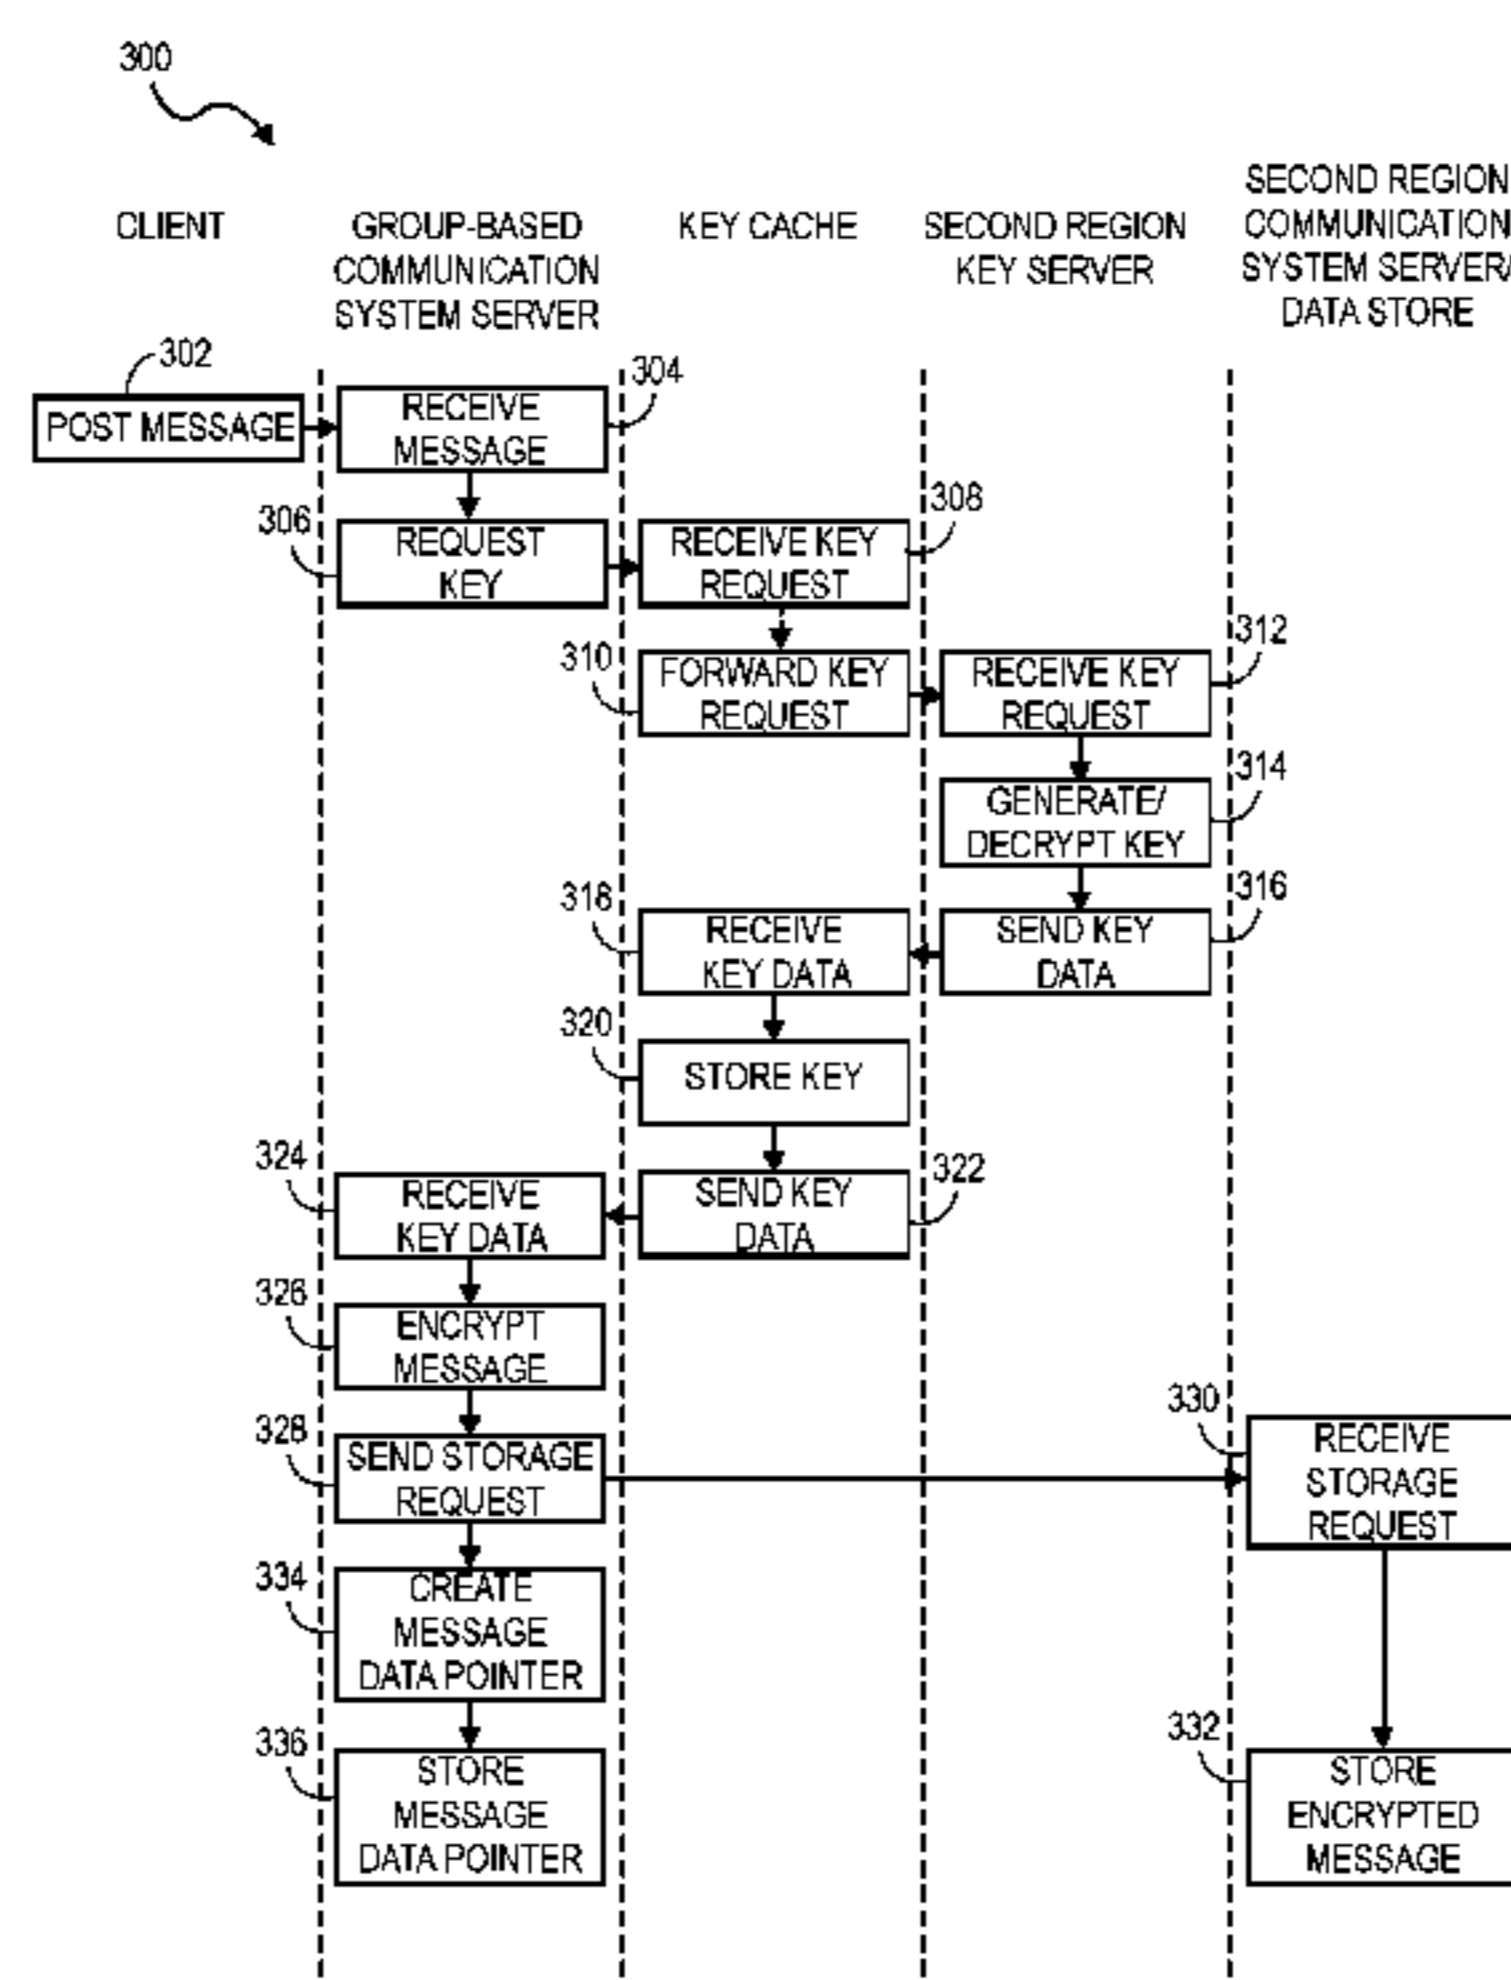 300
CLIENT
GROUP-BASED
COMMUNICATION
SYSTEM SERVER
KEY CACHE
SECOND REGION
KEY SERVER
SECOND REGION
COMMUNICATION
SYSTEM SERVER/
DATA STORE
302
POST MESSAGE
304
RECEIVE
MESSAGE
306
REQUEST
KEY
308
RECEIVE KEY
REQUEST
310
FORWARD KEY
REQUEST
312
RECEIVE KEY
REQUEST
314
GENERATE/
DECRYPT KEY
316
SEND KEY
DATA
318
RECEIVE
KEY DATA
320
STORE KEY
322
SEND KEY
DATA
324
RECEIVE
KEY DATA
326
ENCRYPT
MESSAGE
328
SEND STORAGE
REQUEST
330
RECEIVE
STORAGE
REQUEST
334
CREATE
MESSAGE
DATA POINTER
336
STORE
MESSAGE
DATA POINTER
332
STORE
ENCRYPTED
MESSAGE